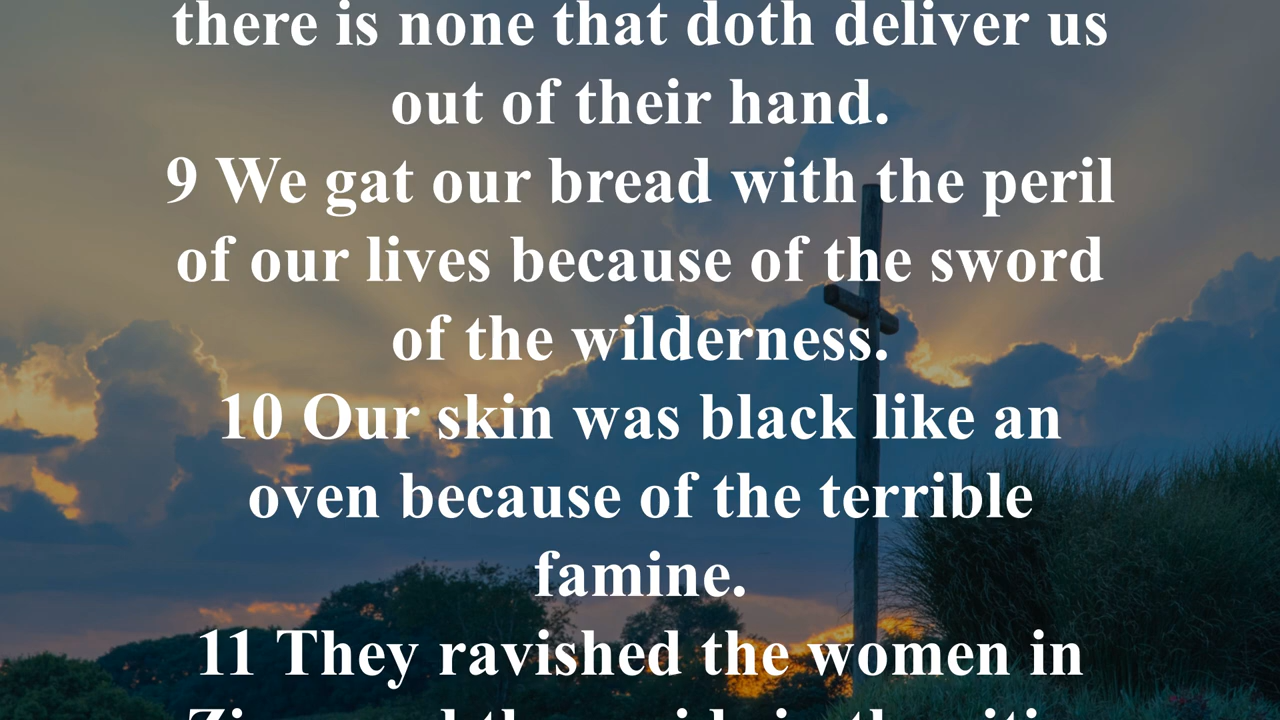 there is none that doth deliver us
out of their hand.
9 We gat our bread with the peril
of our lives because of the sword
of the wilderness.
10 Our skin was black like an
oven because of the terrible
famine.
11 They ravished the women in